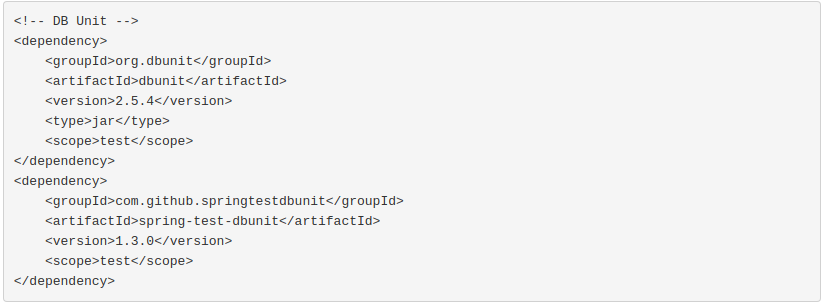 <!-- DB Unit -->
<dependency>
    <groupId>org.dbunit</groupId>
    <artifactId>dbunit</artifactId>
    <version>2.5.4</version>
    <type>jar</type>
    <scope>test</scope>
</dependency>
<dependency>
    <groupId>com.github.springtestdbunit</groupId>
    <artifactId>spring-test-dbunit</artifactId>
    <version>1.3.0</version>
    <scope>test</scope>
</dependency>